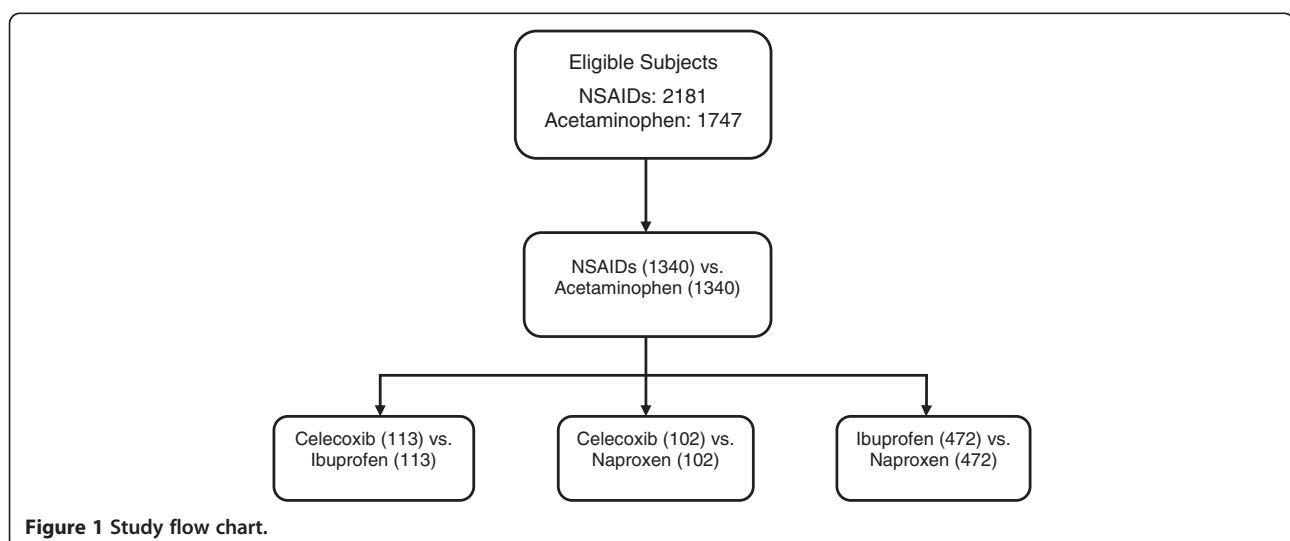 Eligible Subjects
NSAIDs: 2181
Acetaminophen: 1747
NSAIDs (1340) vs.
Acetaminophen (1340)
Celecoxib (113) vs.
Ibuprofen (113)
Celecoxib (102) vs.
Naproxen (102)
Ibuprofen (472) vs.
Naproxen (472)
Figure 1 Study flow chart.